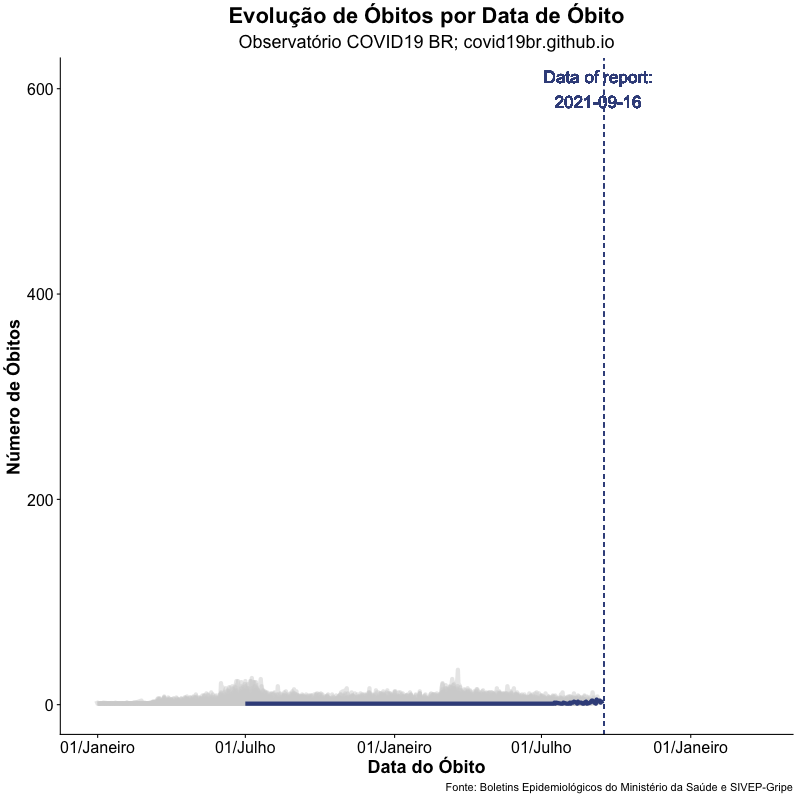 Evolução de Óbitos por Data de Óbito
Observatório COVID19 BR; covid19br.github.io
Data of report:
2021-09-16
600
400
200
0
Número de Óbitos
01/Janeiro
01/Julho
01/Janeiro
01/Julho
01/Janeiro
Data do Óbito
Fonte: Boletins Epidemiológicos do Ministério da Saúde e SIVEP-Gripe